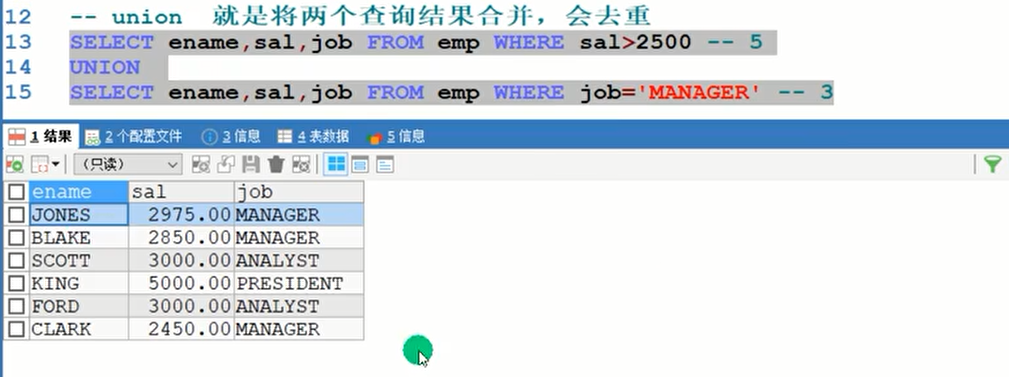 12 -- union 就是将两个查询结果合并，会去重
13 SELECT ename,sal,job FROM emp WHERE sal>2500 -- 5
14 UNION
15 SELECT ename,sal,job FROM emp WHERE job='MANAGER' -- 3
1 结果 2 个配置文件 3 信息 4 表数据 5 信息
（只读）
ename sal job
JONES 2975.00 MANAGER
BLAKE 2850.00 MANAGER
SCOTT 3000.00 ANALYST
KING 5000.00 PRESIDENT
FORD 3000.00 ANALYST
CLARK 2450.00 MANAGER